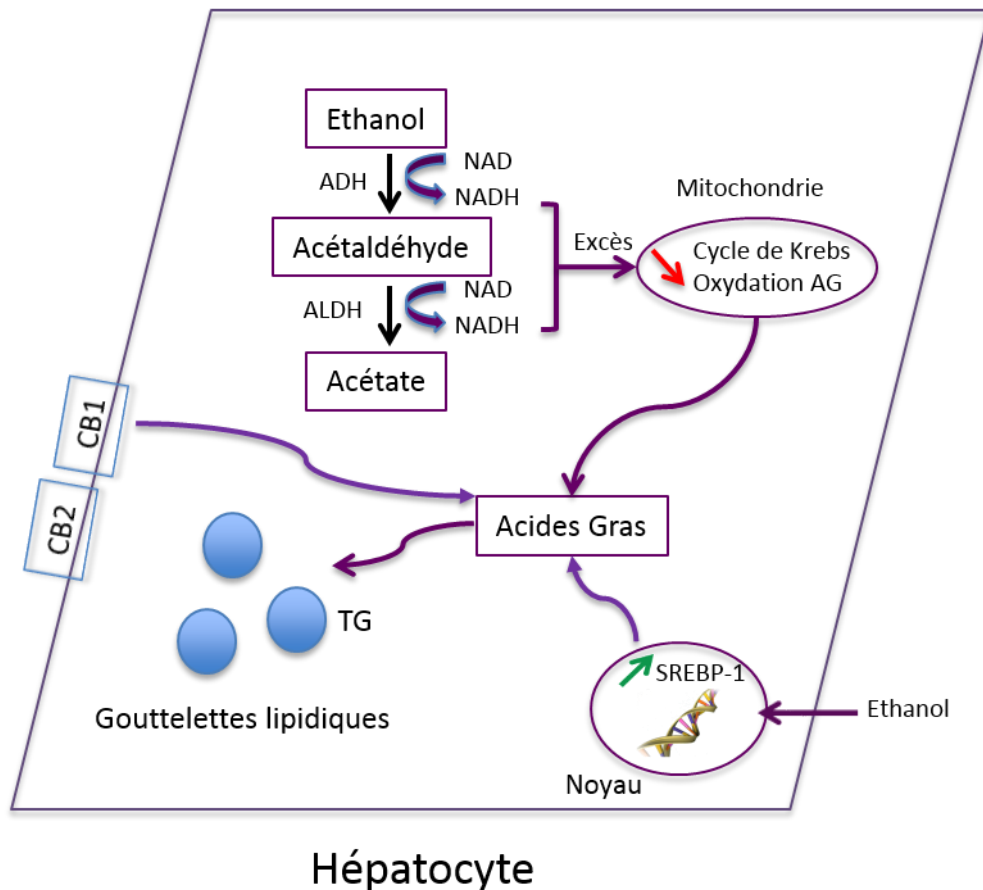 Ethanol
ADH
NAD
NADH
Acétaldéhyde
ALDH
NAD
NADH
Acétate
Excès
Mitochondrie
Cycle de Krebs
Oxydation AG
CB1
CB2
Acides Gras
TG
Gouttelettes lipidiques
SREBP-1
Ethanol
Noyau
Hépatocyte